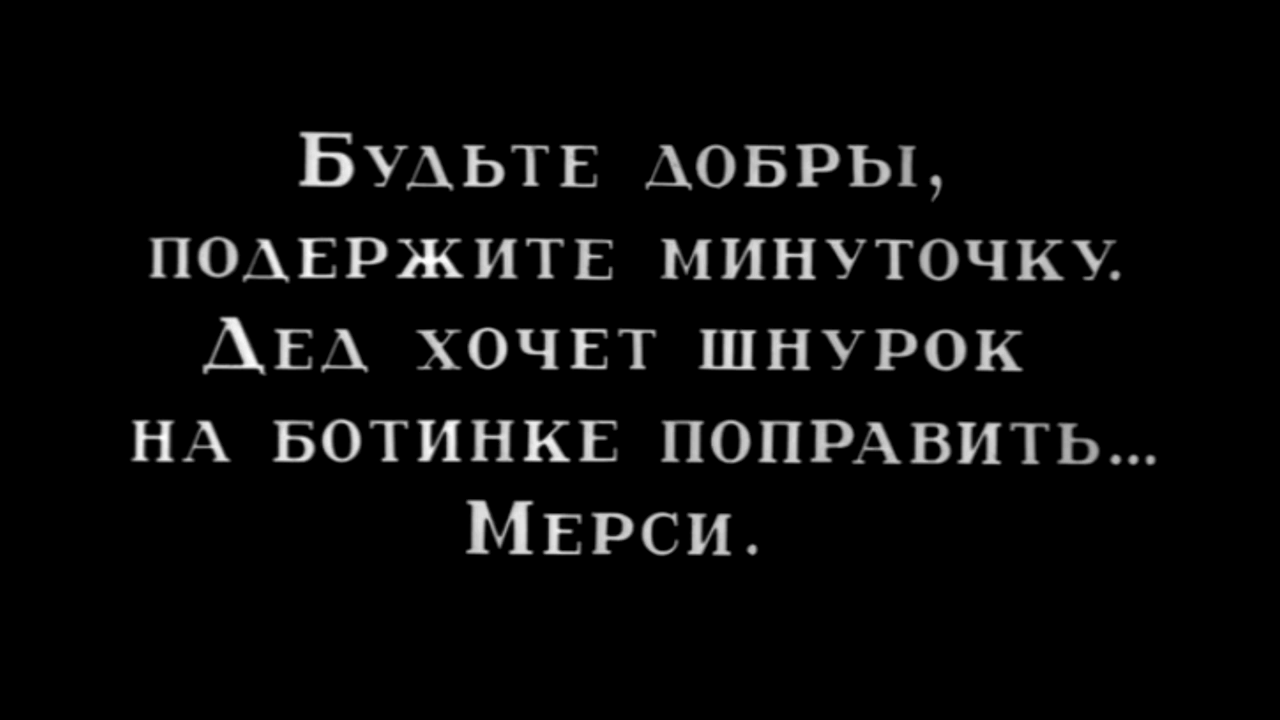 Будьте добры,
подержите минуточку.
Дед хочет шнурок
на ботинке поправить...
Мерси.